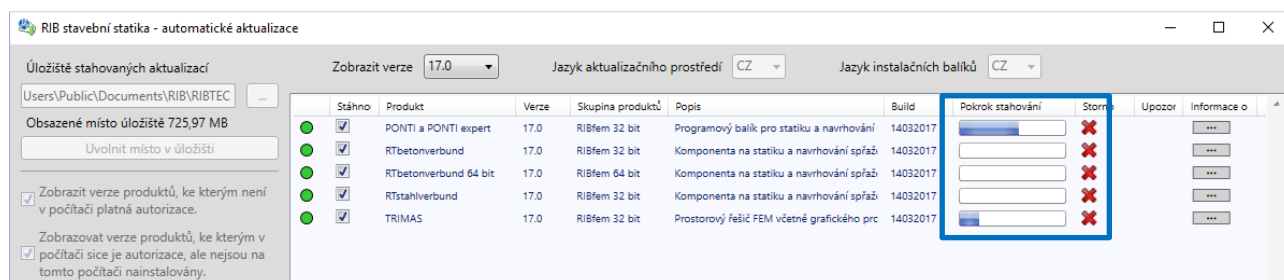 RIB stavební statika - automatické aktualizace
Úložiště stahovaných aktualizací
Zobrazit verze 17.0 Jazyk aktualizačního prostředí CZ Jazyk instalačních balíků CZ
Users\Public\Documents\RIB\RIBTEC ...
Obsazené místo úložiště 725,97 MB
Uvolnit místo v úložišti
Zobrazit verze produktů, ke kterým není
v počítači platná autorizace.
Zobrazovat verze produktů, ke kterým v
počítači sice je autorizace, ale nejsou na
tomto počítači nainstalovány.
Stáhno Produkt Verze Skupina produktů Popis Build Pokrok stahování Storno Upozor Informace o
PONTI a PONTI expert 17.0 RIBfem 32 bit Programový balík pro statiku a navrhování 14032017 ...
RTbetonverbund 17.0 RIBfem 32 bit Komponenta na statiku a navrhování spřaž 14032017 ...
RTbetonverbund 64 bit 17.0 RIBfem 64 bit Komponenta na statiku a navrhování spřaž 14032017 ...
RTstahlverbund 17.0 RIBfem 32 bit Komponenta na statiku a navrhování spřaž 14032017 ...
TRIMAS 17.0 RIBfem 32 bit Prostorový řešič FEM včetně grafického prc 14032017 ...